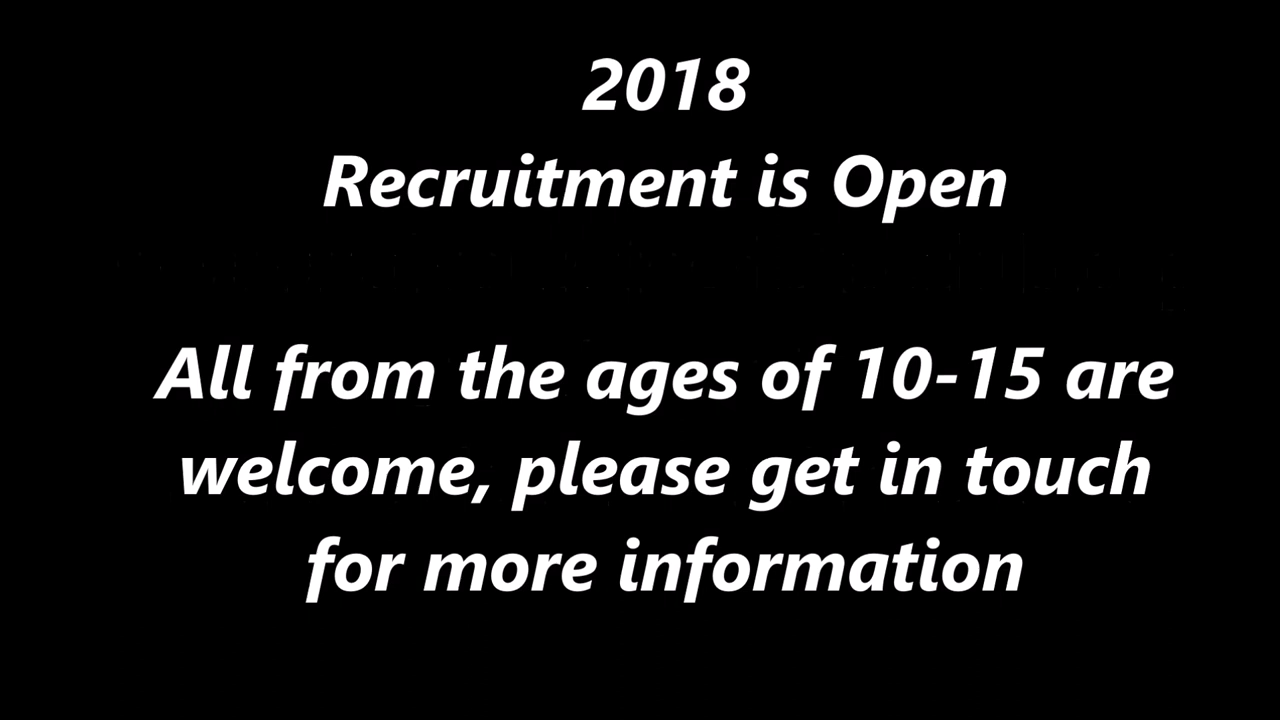 2018
Recruitment is Open
All from the ages of 10-15 are
welcome, please get in touch
for more information